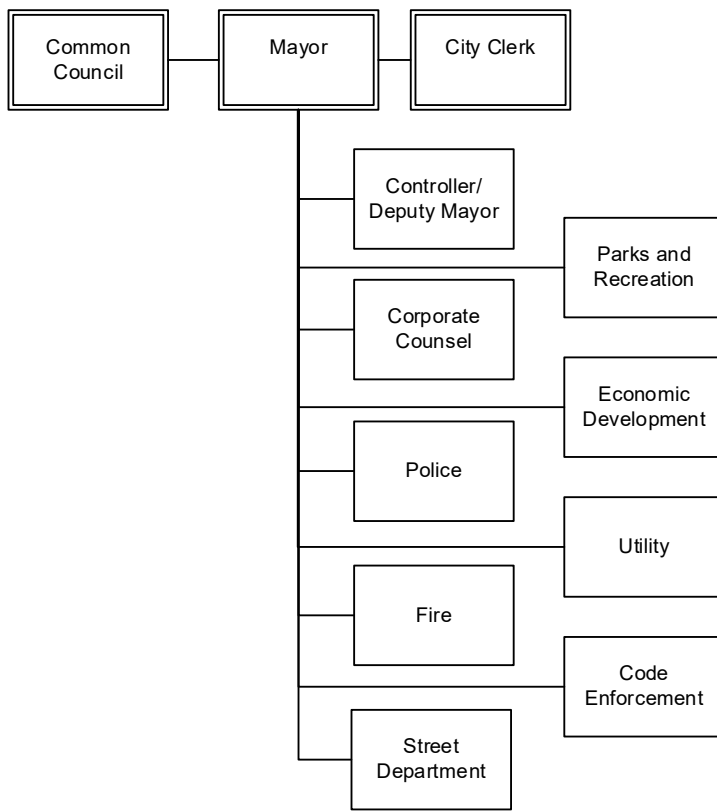 Common
Council
Mayor
City Clerk
Controller/
Deputy Mayor
Parks and
Recreation
Corporate
Counsel
Economic
Development
Police
Utility
Fire
Code
Enforcement
Street
Department